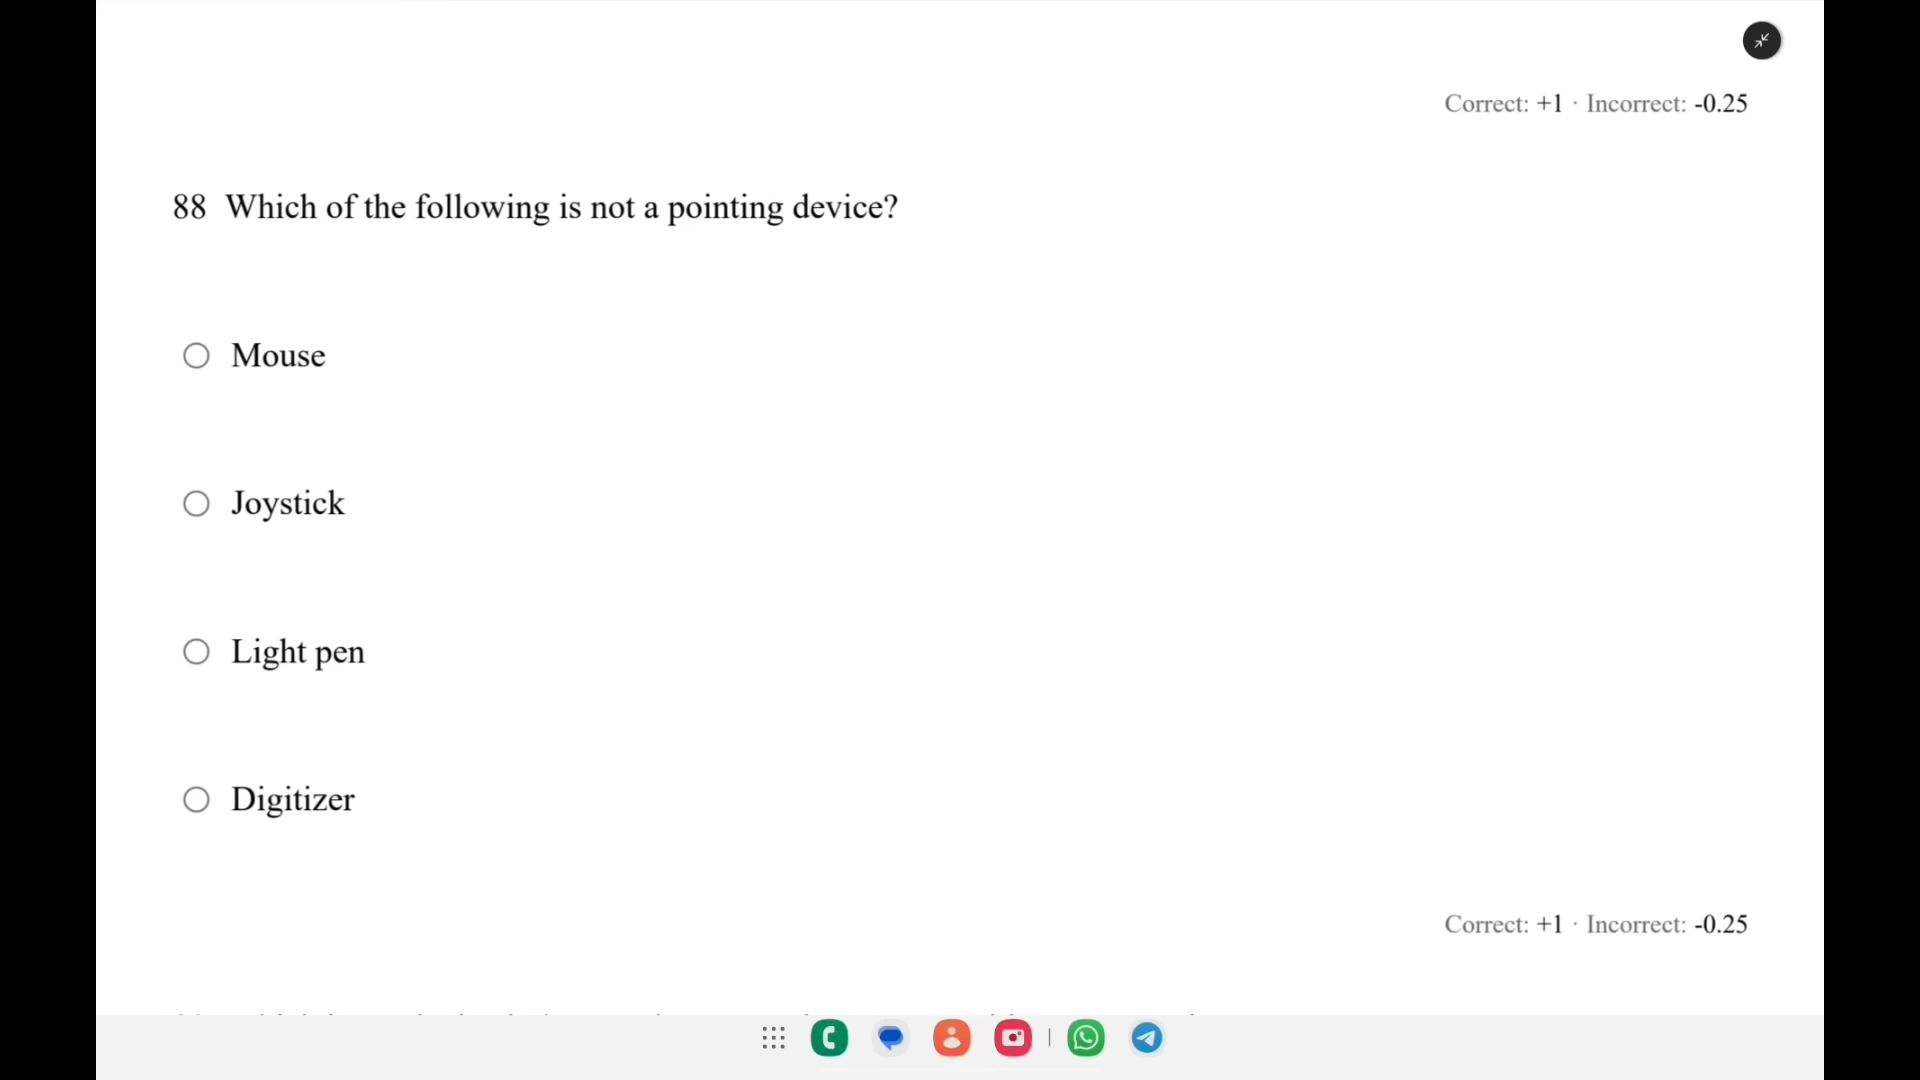 Correct: +1 · Incorrect: -0.25
88 Which of the following is not a pointing device?
Mouse
Joystick
Light pen
Digitizer
Correct: +1 · Incorrect: -0.25